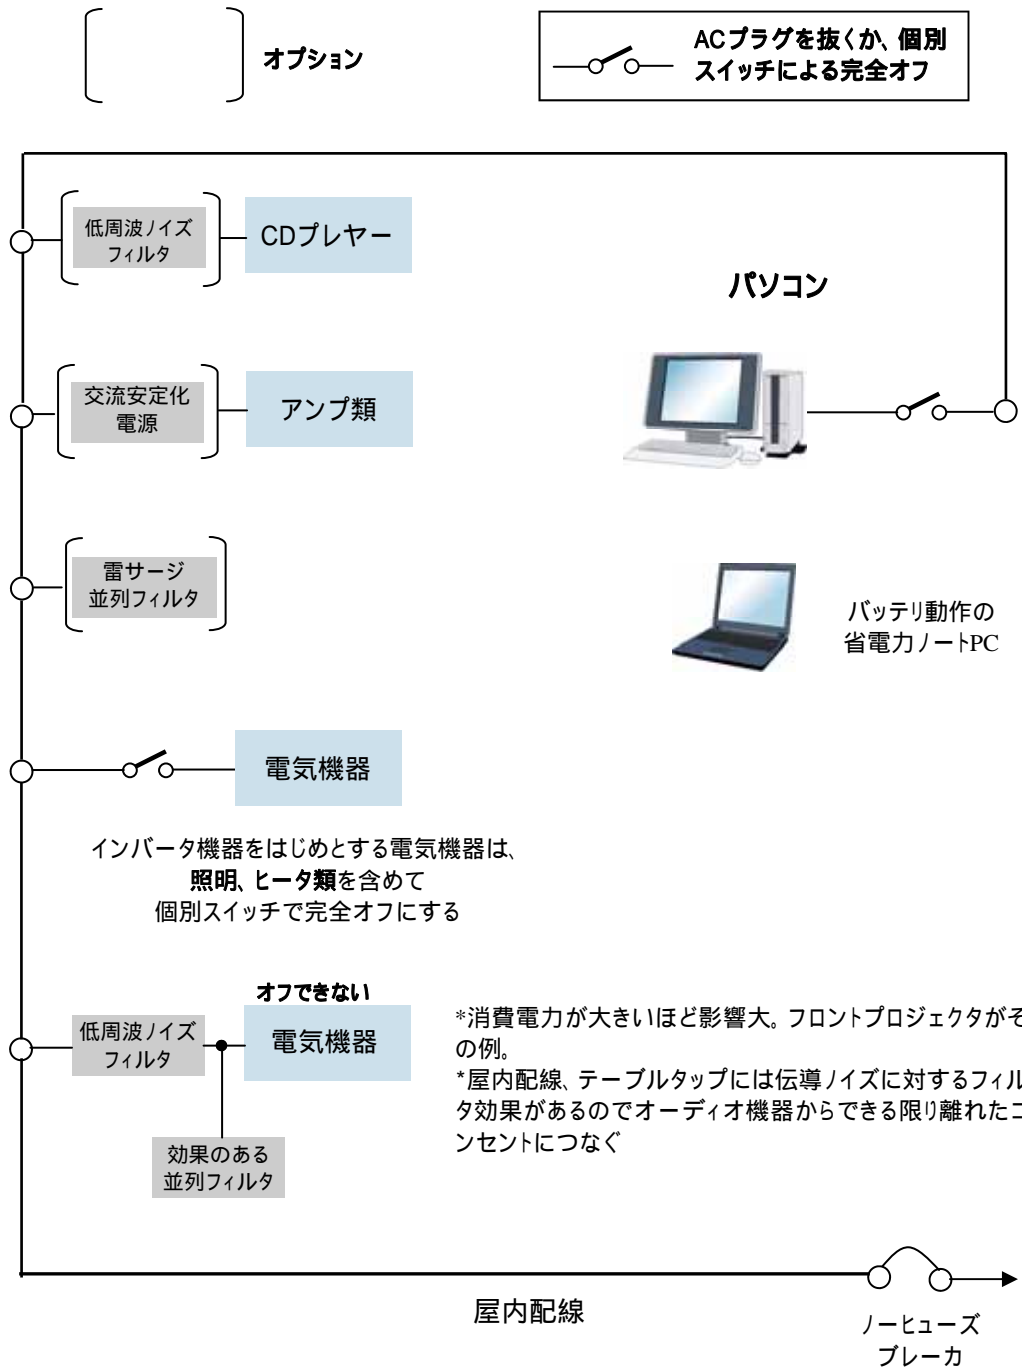 オプション
ACプラグを抜くか、個別
スイッチによる完全オフ
低周波ノイズ
フィルタ
CDプレヤー
パソコン
交流安定化
電源
アンプ類
雷サージ
並列フィルタ
バッテリ動作の
省電力ノートPC
電気機器
インバータ機器をはじめとする電気機器は、
照明、ヒータ類を含めて
個別スイッチで完全オフにする
オフできない
低周波ノイズ
フィルタ
電気機器
効果のある
並列フィルタ
*消費電力が大きいほど影響大。フロントプロジェクタがそ
の例。
*屋内配線、テーブルタップには伝導ノイズに対するフィル
タ効果があるのでオーディオ機器からできる限り離れたコ
ンセントにつなぐ
屋内配線
ノーヒューズ
ブレーカ